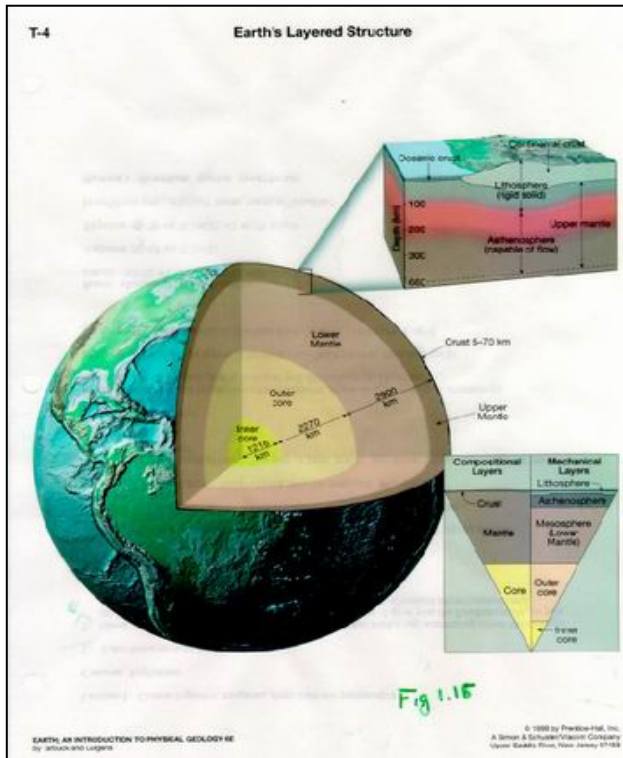 T-4
Earth's Layered Structure
Oceanic crust
Continental crust
Lithosphere
(rigid solid)
100
200
300
660
Depth (km)
Asthenosphere
(capable of flow)
Upper mantle
Lower
Mantle
Crust 5–70 km
Outer
core
2900
km
Inner
core
2270
km
1216
km
Upper
Mantle
Compositional
Layers
Mechanical
Layers
Lithosphere
Crust
Asthenosphere
Mantle
Mesosphere
(Lower
Mantle)
Core
Outer
core
Inner
core
Fig 1.15
EARTH: AN INTRODUCTION TO PHYSICAL GEOLOGY 6E
by Tarbuck and Lutgens
© 1999 by Prentice-Hall, Inc.
A Simon & Schuster/Viacom Company
Upper Saddle River, New Jersey 07458